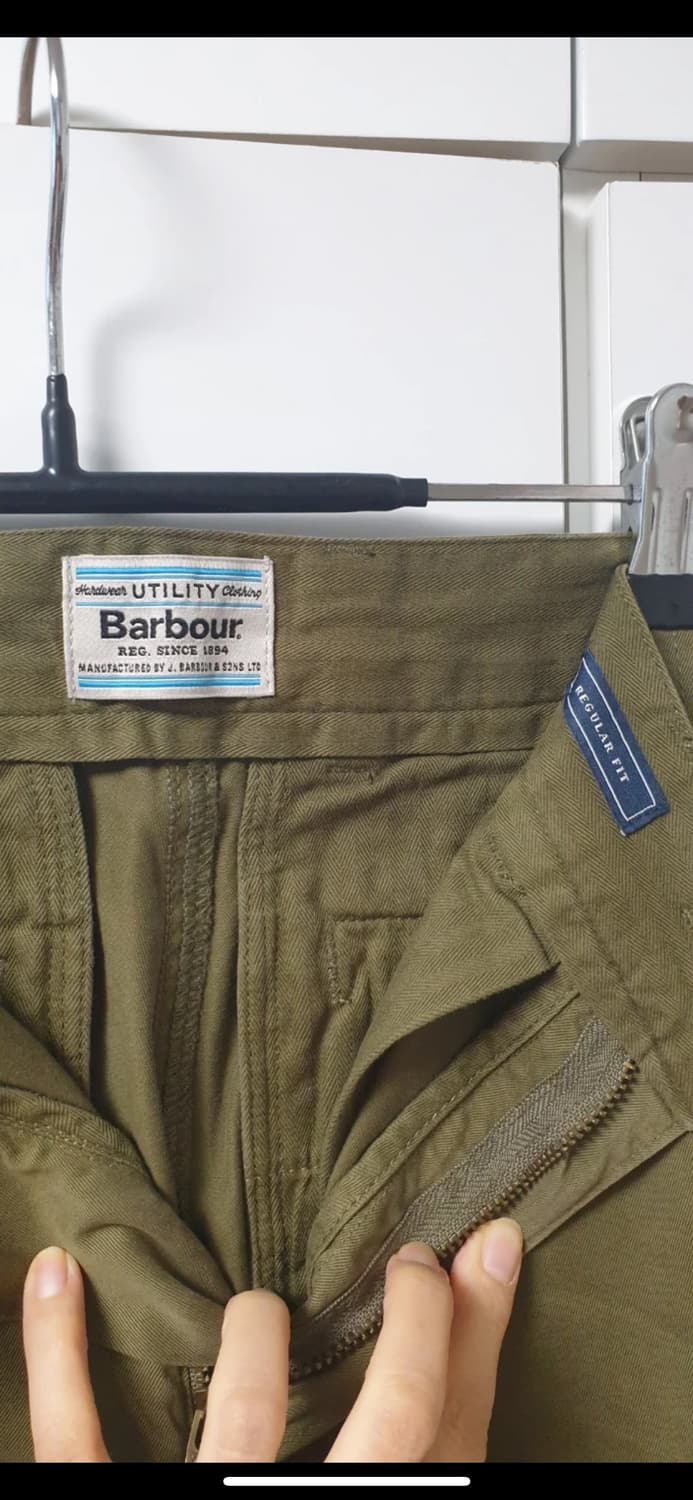 Hardwear UTILITY Clothing
Barbour.
REG. SINCE 1894
MANUFACTURED BY J. BARBOUR & SONS LTD
REGULAR FIT